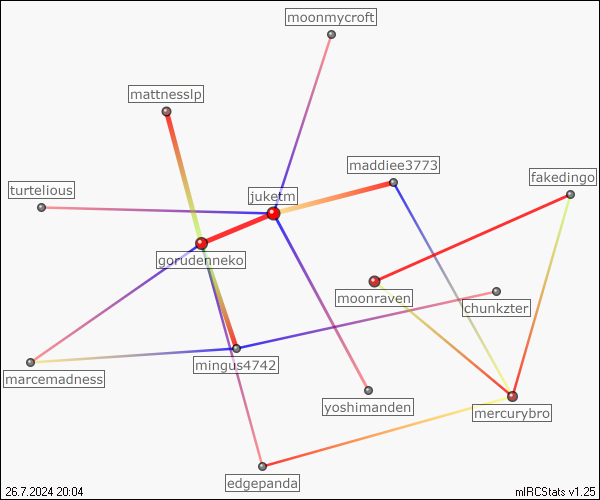 moonmycroft
mattnesslp
maddiee3773
fakedingo
turtelious
juketm
gorudenneko
moonraven
chunkzter
mingus4742
marcemadness
yoshimanden
mercurybro
edgepanda
26.7.2024 20:04
mIRCStats v1.25